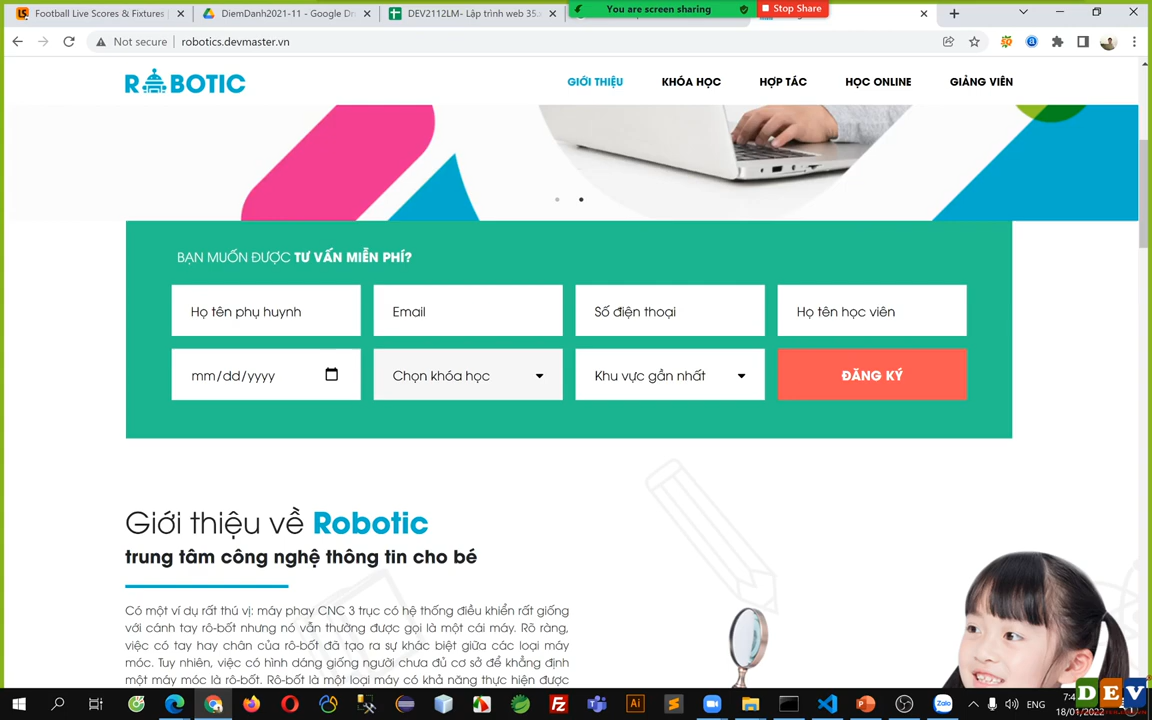 Football Live Scores & Fixtures
DiemDanh2021-11 - Google Dr
DEV2112LM- Lập trình web 35
You are screen sharing
Stop Share
Not secure
robotics.devmaster.vn
ROBOTIC
GIỚI THIỆU
KHÓA HỌC
HỢP TÁC
HỌC ONLINE
GIẢNG VIÊN
BẠN MUỐN ĐƯỢC TƯ VẤN MIỄN PHÍ?
Họ tên phụ huynh
Email
Số điện thoại
Họ tên học viên
mm/dd/yyyy
Chọn khóa học
Khu vực gần nhất
ĐĂNG KÝ
Giới thiệu về Robotic
trung tâm công nghệ thông tin cho bé
Có một ví dụ rất thú vị: máy phay CNC 3 trục có hệ thống điều khiển rất giống
với cánh tay rô-bốt nhưng nó vẫn thường được gọi là một cái máy. Rõ ràng,
việc có tay hay chân của rô-bốt đã tạo ra sự khác biệt giữa các loại máy
móc. Tuy nhiên, việc có hình dáng giống người chưa đủ cơ sở để khẳng định
một máy móc là rô-bốt. Rô-bốt là một loại máy có khả năng thực hiện được
Ai
Zalo
ENG
18/01/2022
DEV